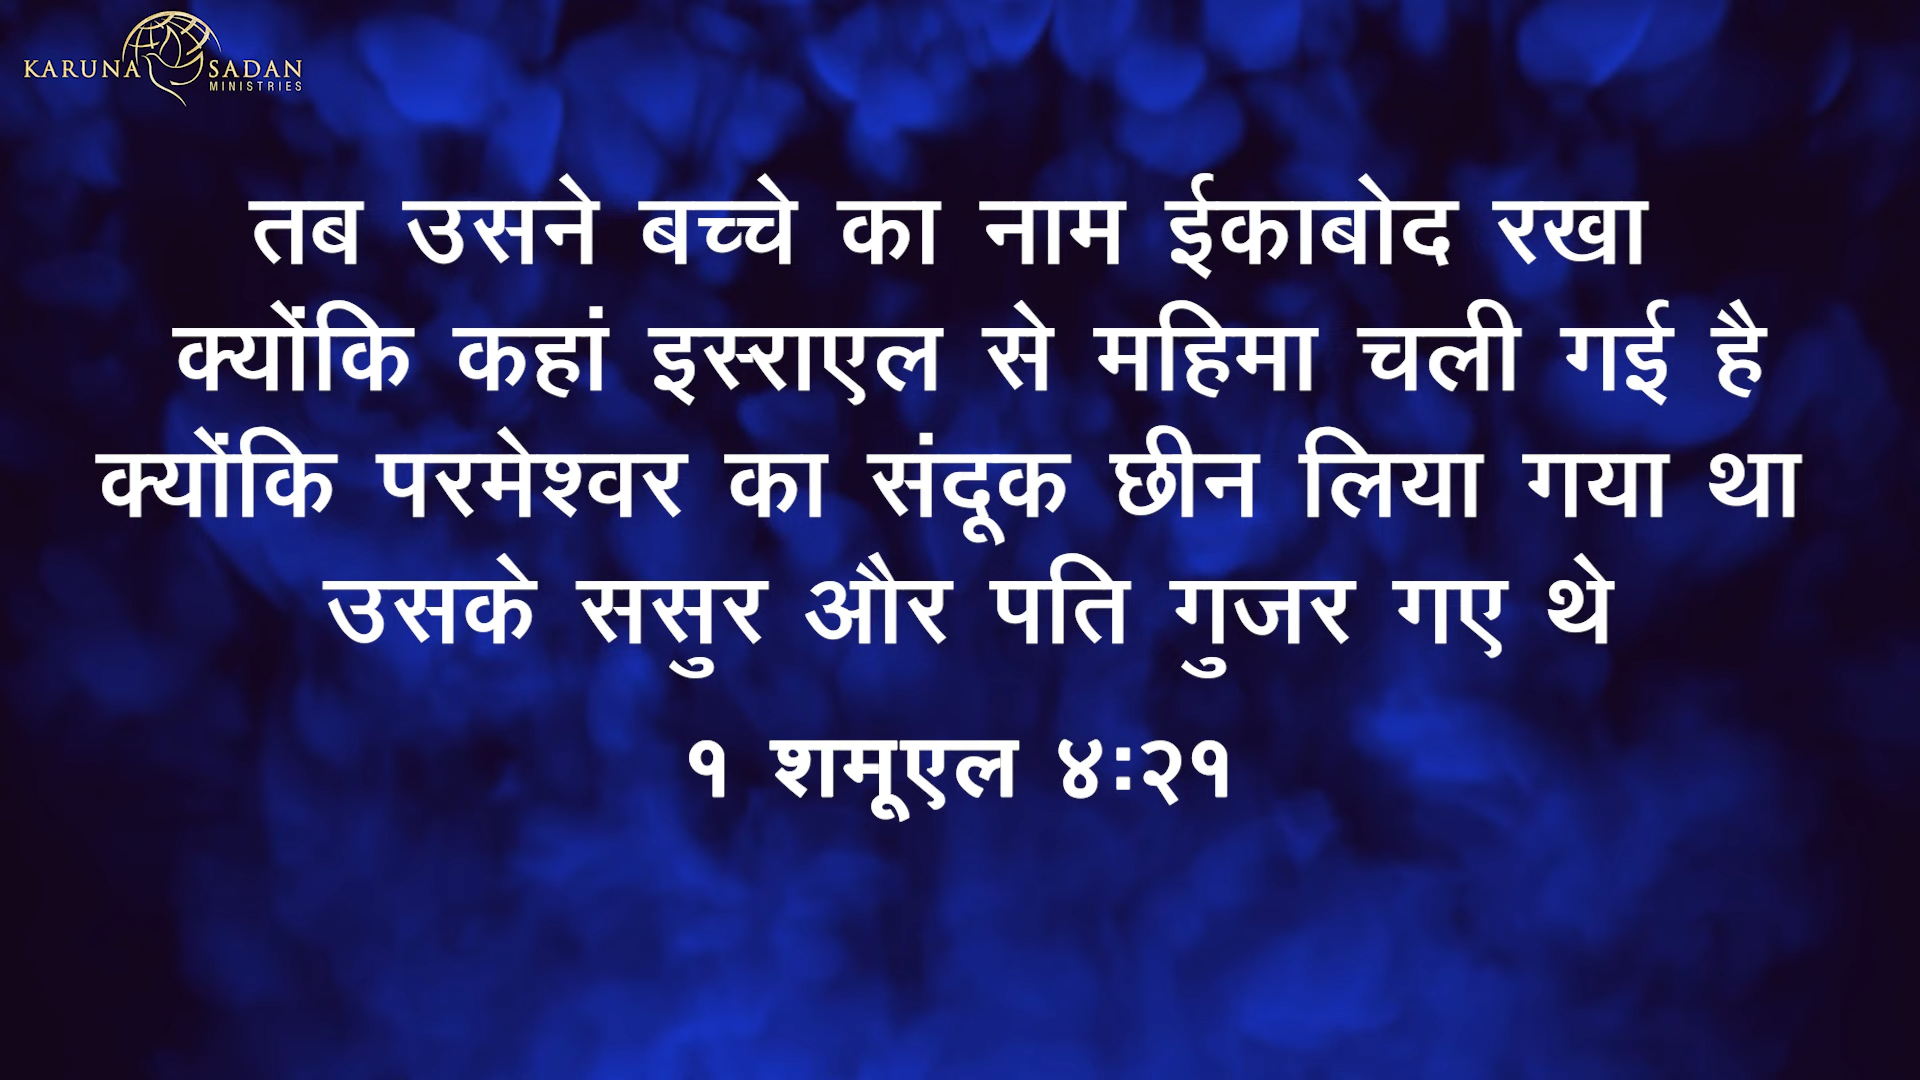 KARUNA SADAN
MINISTRIES
तब उसने बच्चे का नाम ईकाबोद रखा
क्योंकि कहां इस्राएल से महिमा चली गई है
क्योंकि परमेश्वर का संदूक छीन लिया गया था
उसके ससुर और पति गुजर गए थे
१ शमूएल ४:२१